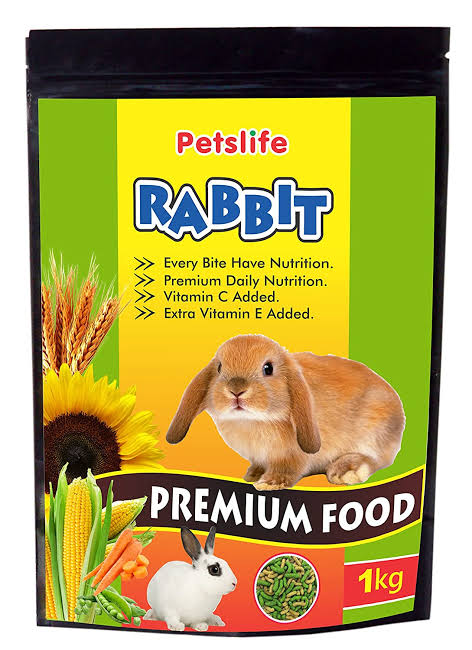 Petslife
RABBIT
Every Bite Have Nutrition.
Premium Daily Nutrition.
Vitamin C Added.
Extra Vitamin E Added.
PREMIUM FOOD
1kg